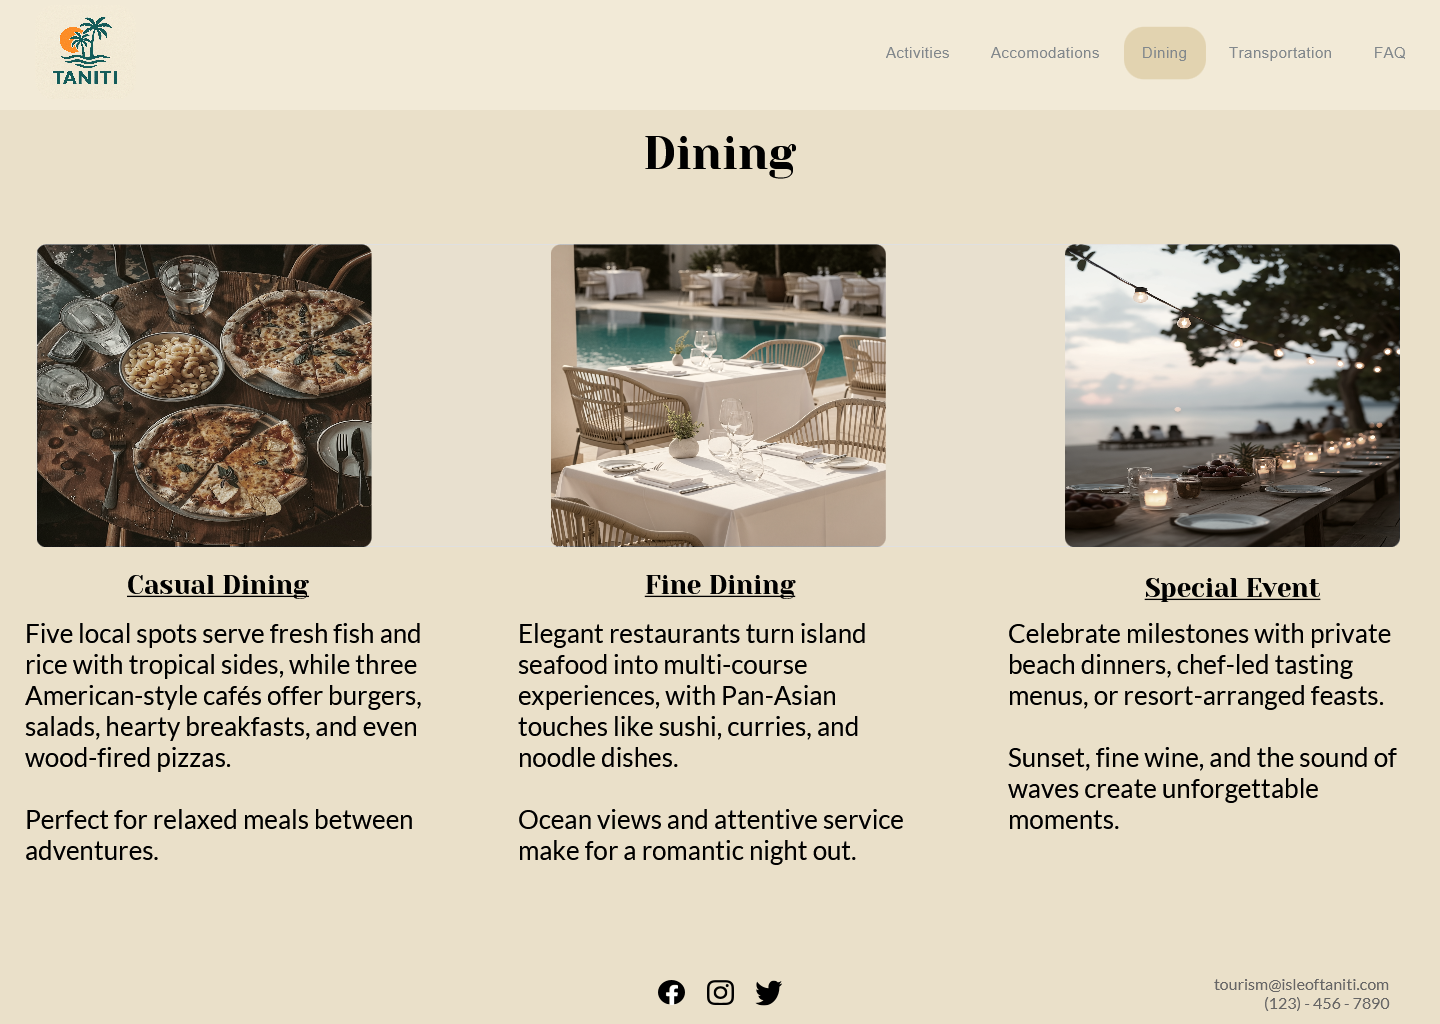 TANITI
Activities
Accomodations
Dining
Transportation
FAQ
Dining
Casual Dining
Five local spots serve fresh fish and
rice with tropical sides, while three
American-style cafés offer burgers,
salads, hearty breakfasts, and even
wood-fired pizzas.
Perfect for relaxed meals between
adventures.
Fine Dining
Elegant restaurants turn island
seafood into multi-course
experiences, with Pan-Asian
touches like sushi, curries, and
noodle dishes.
Ocean views and attentive service
make for a romantic night out.
Special Event
Celebrate milestones with private
beach dinners, chef-led tasting
menus, or resort-arranged feasts.
Sunset, fine wine, and the sound of
waves create unforgettable
moments.
tourism@isleoftaniti.com
(123) - 456 - 7890